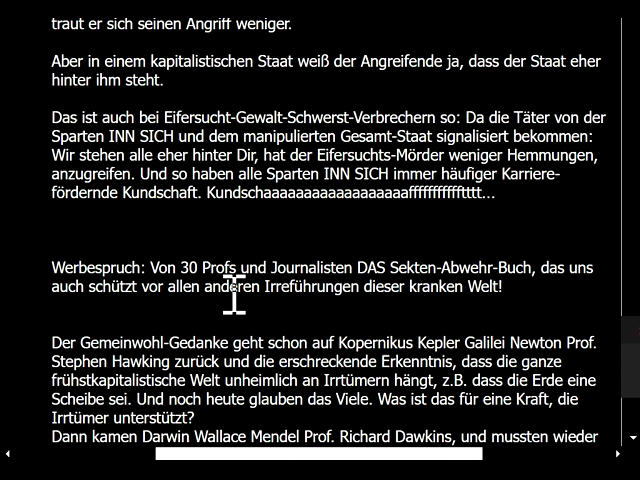 traut er sich seinen Angriff weniger.
Aber in einem kapitalistischen Staat weiß der Angreifende ja, dass der Staat eher
hinter ihm steht.
Das ist auch bei Eifersucht-Gewalt-Schwerst-Verbrechern so: Da die Täter von der
Sparten INN SICH und dem manipulierten Gesamt-Staat signalisiert bekommen:
Wir stehen alle eher hinter Dir, hat der Eifersuchts-Mörder weniger Hemmungen,
anzugreifen. Und so haben alle Sparten INN SICH immer häufiger Karriere-
fördernde Kundschaft. Kundschaaaaaaaaaaaaaaaaaaafffffffffffftttt...
Werbespruch: Von 30 Profs und Journalisten DAS Sekten-Abwehr-Buch, das uns
auch schützt vor allen anderen Irreführungen dieser kranken Welt!
Der Gemeinwohl-Gedanke geht schon auf Kopernikus Kepler Galilei Newton Prof.
Stephen Hawking zurück und die erschreckende Erkenntnis, dass die ganze
frühstkapitalistische Welt unheimlich an Irrtümern hängt, z.B. dass die Erde eine
Scheibe sei. Und noch heute glauben das Viele. Was ist das für eine Kraft, die
Irrtümer unterstützt?
Dann kamen Darwin Wallace Mendel Prof. Richard Dawkins, und mussten wieder